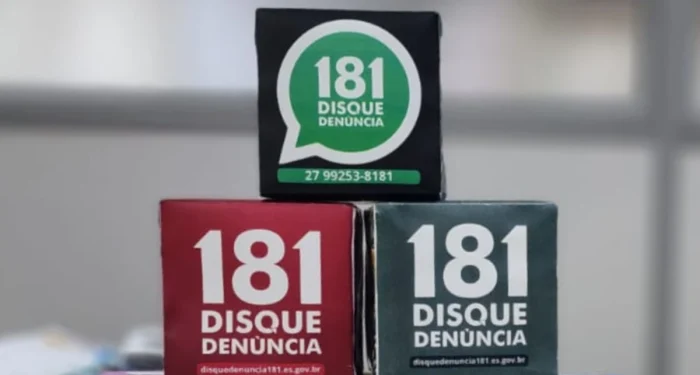 181
DISQUE
DENÚNCIA
27 99253-8181
181
DISQUE
DENÚNCIA
disquedenuncia181.es.gov.br
181
DISQUE
DENÚNCIA
disquedenuncia181.es.gov.br